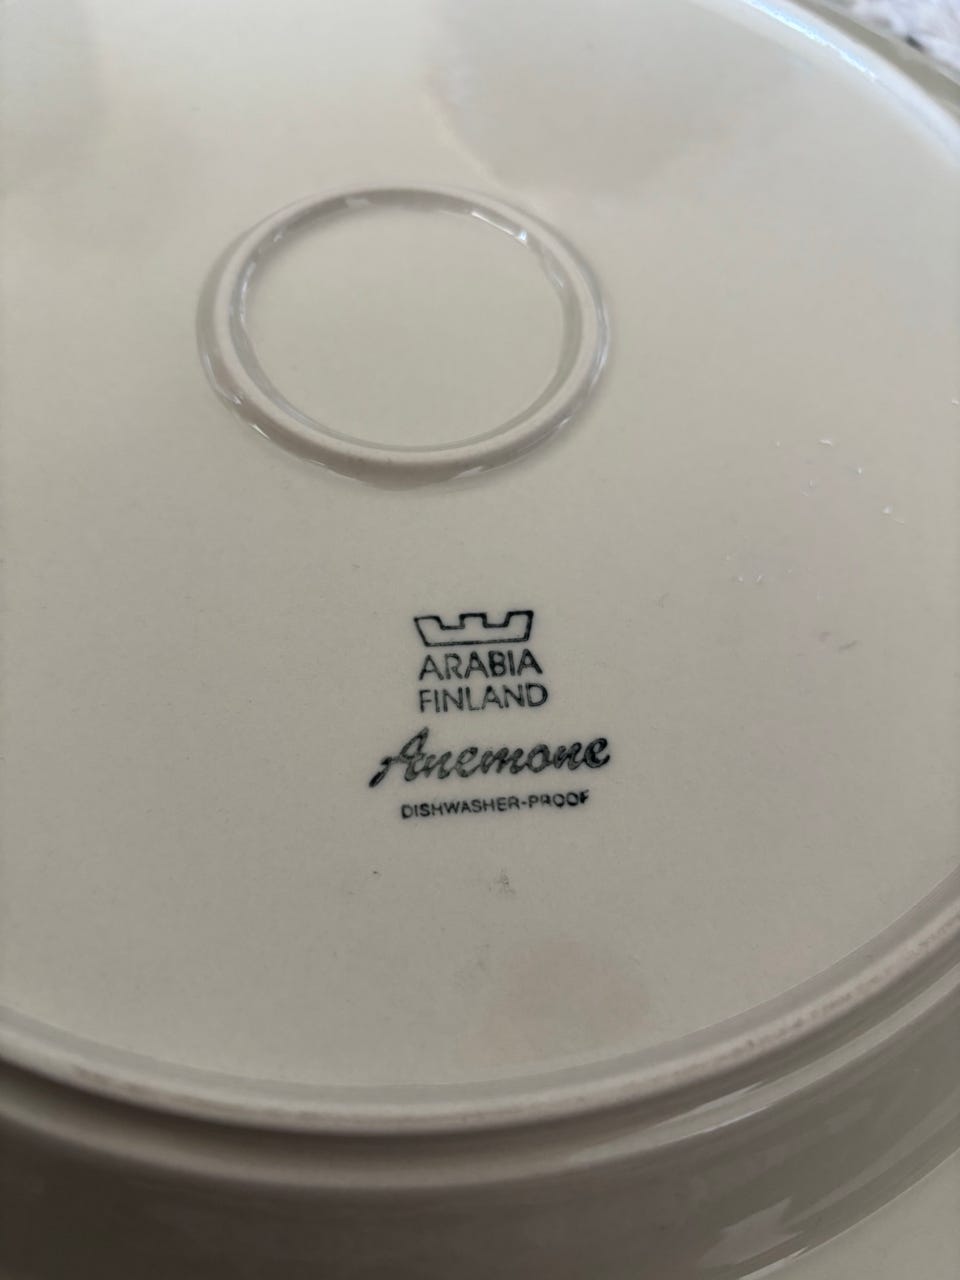 ARABIA
FINLAND
Anemone
DISHWASHER-PROOF